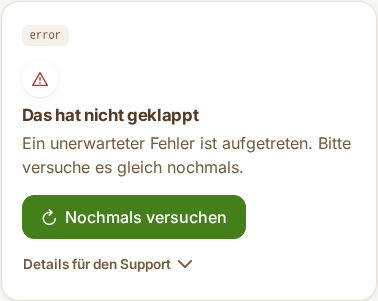 error
Das hat nicht geklappt
Ein unerwarteter Fehler ist aufgetreten. Bitte
versuche es gleich nochmals.
Nochmals versuchen
Details für den Support